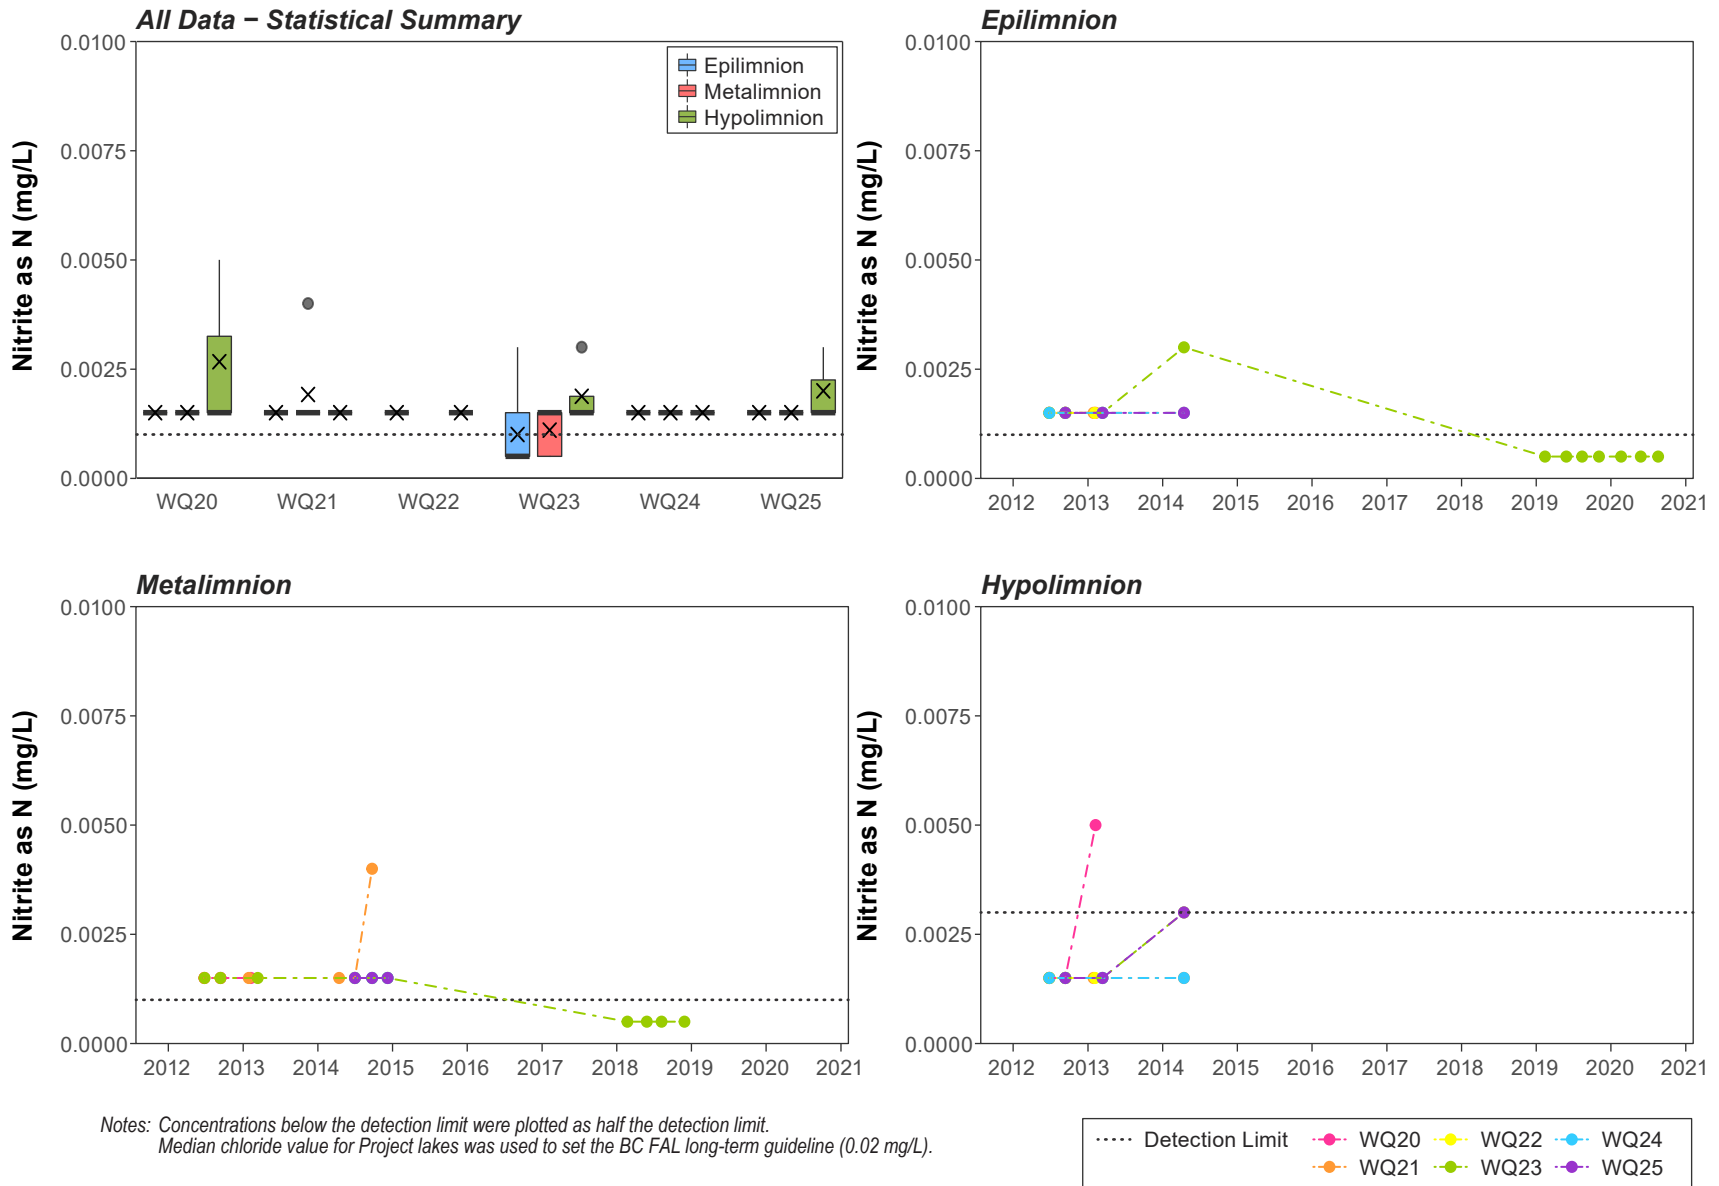 All Data − Statistical Summary
Nitrite as N (mg/L)
0.0100
0.0075
0.0050
0.0025
0.0000
Epilimnion
Metalimnion
Hypolimnion
WQ20 WQ21 WQ22 WQ23 WQ24 WQ25
Epilimnion
Nitrite as N (mg/L)
0.0100
0.0075
0.0050
0.0025
0.0000
2012 2013 2014 2015 2016 2017 2018 2019 2020 2021
Metalimnion
Nitrite as N (mg/L)
0.0100
0.0075
0.0050
0.0025
0.0000
2012 2013 2014 2015 2016 2017 2018 2019 2020 2021
Hypolimnion
Nitrite as N (mg/L)
0.0100
0.0075
0.0050
0.0025
0.0000
2012 2013 2014 2015 2016 2017 2018 2019 2020 2021
Notes: Concentrations below the detection limit were plotted as half the detection limit.
Median chloride value for Project lakes was used to set the BC FAL long-term guideline (0.02 mg/L).
Detection Limit WQ20 WQ22 WQ24
WQ21 WQ23 WQ25